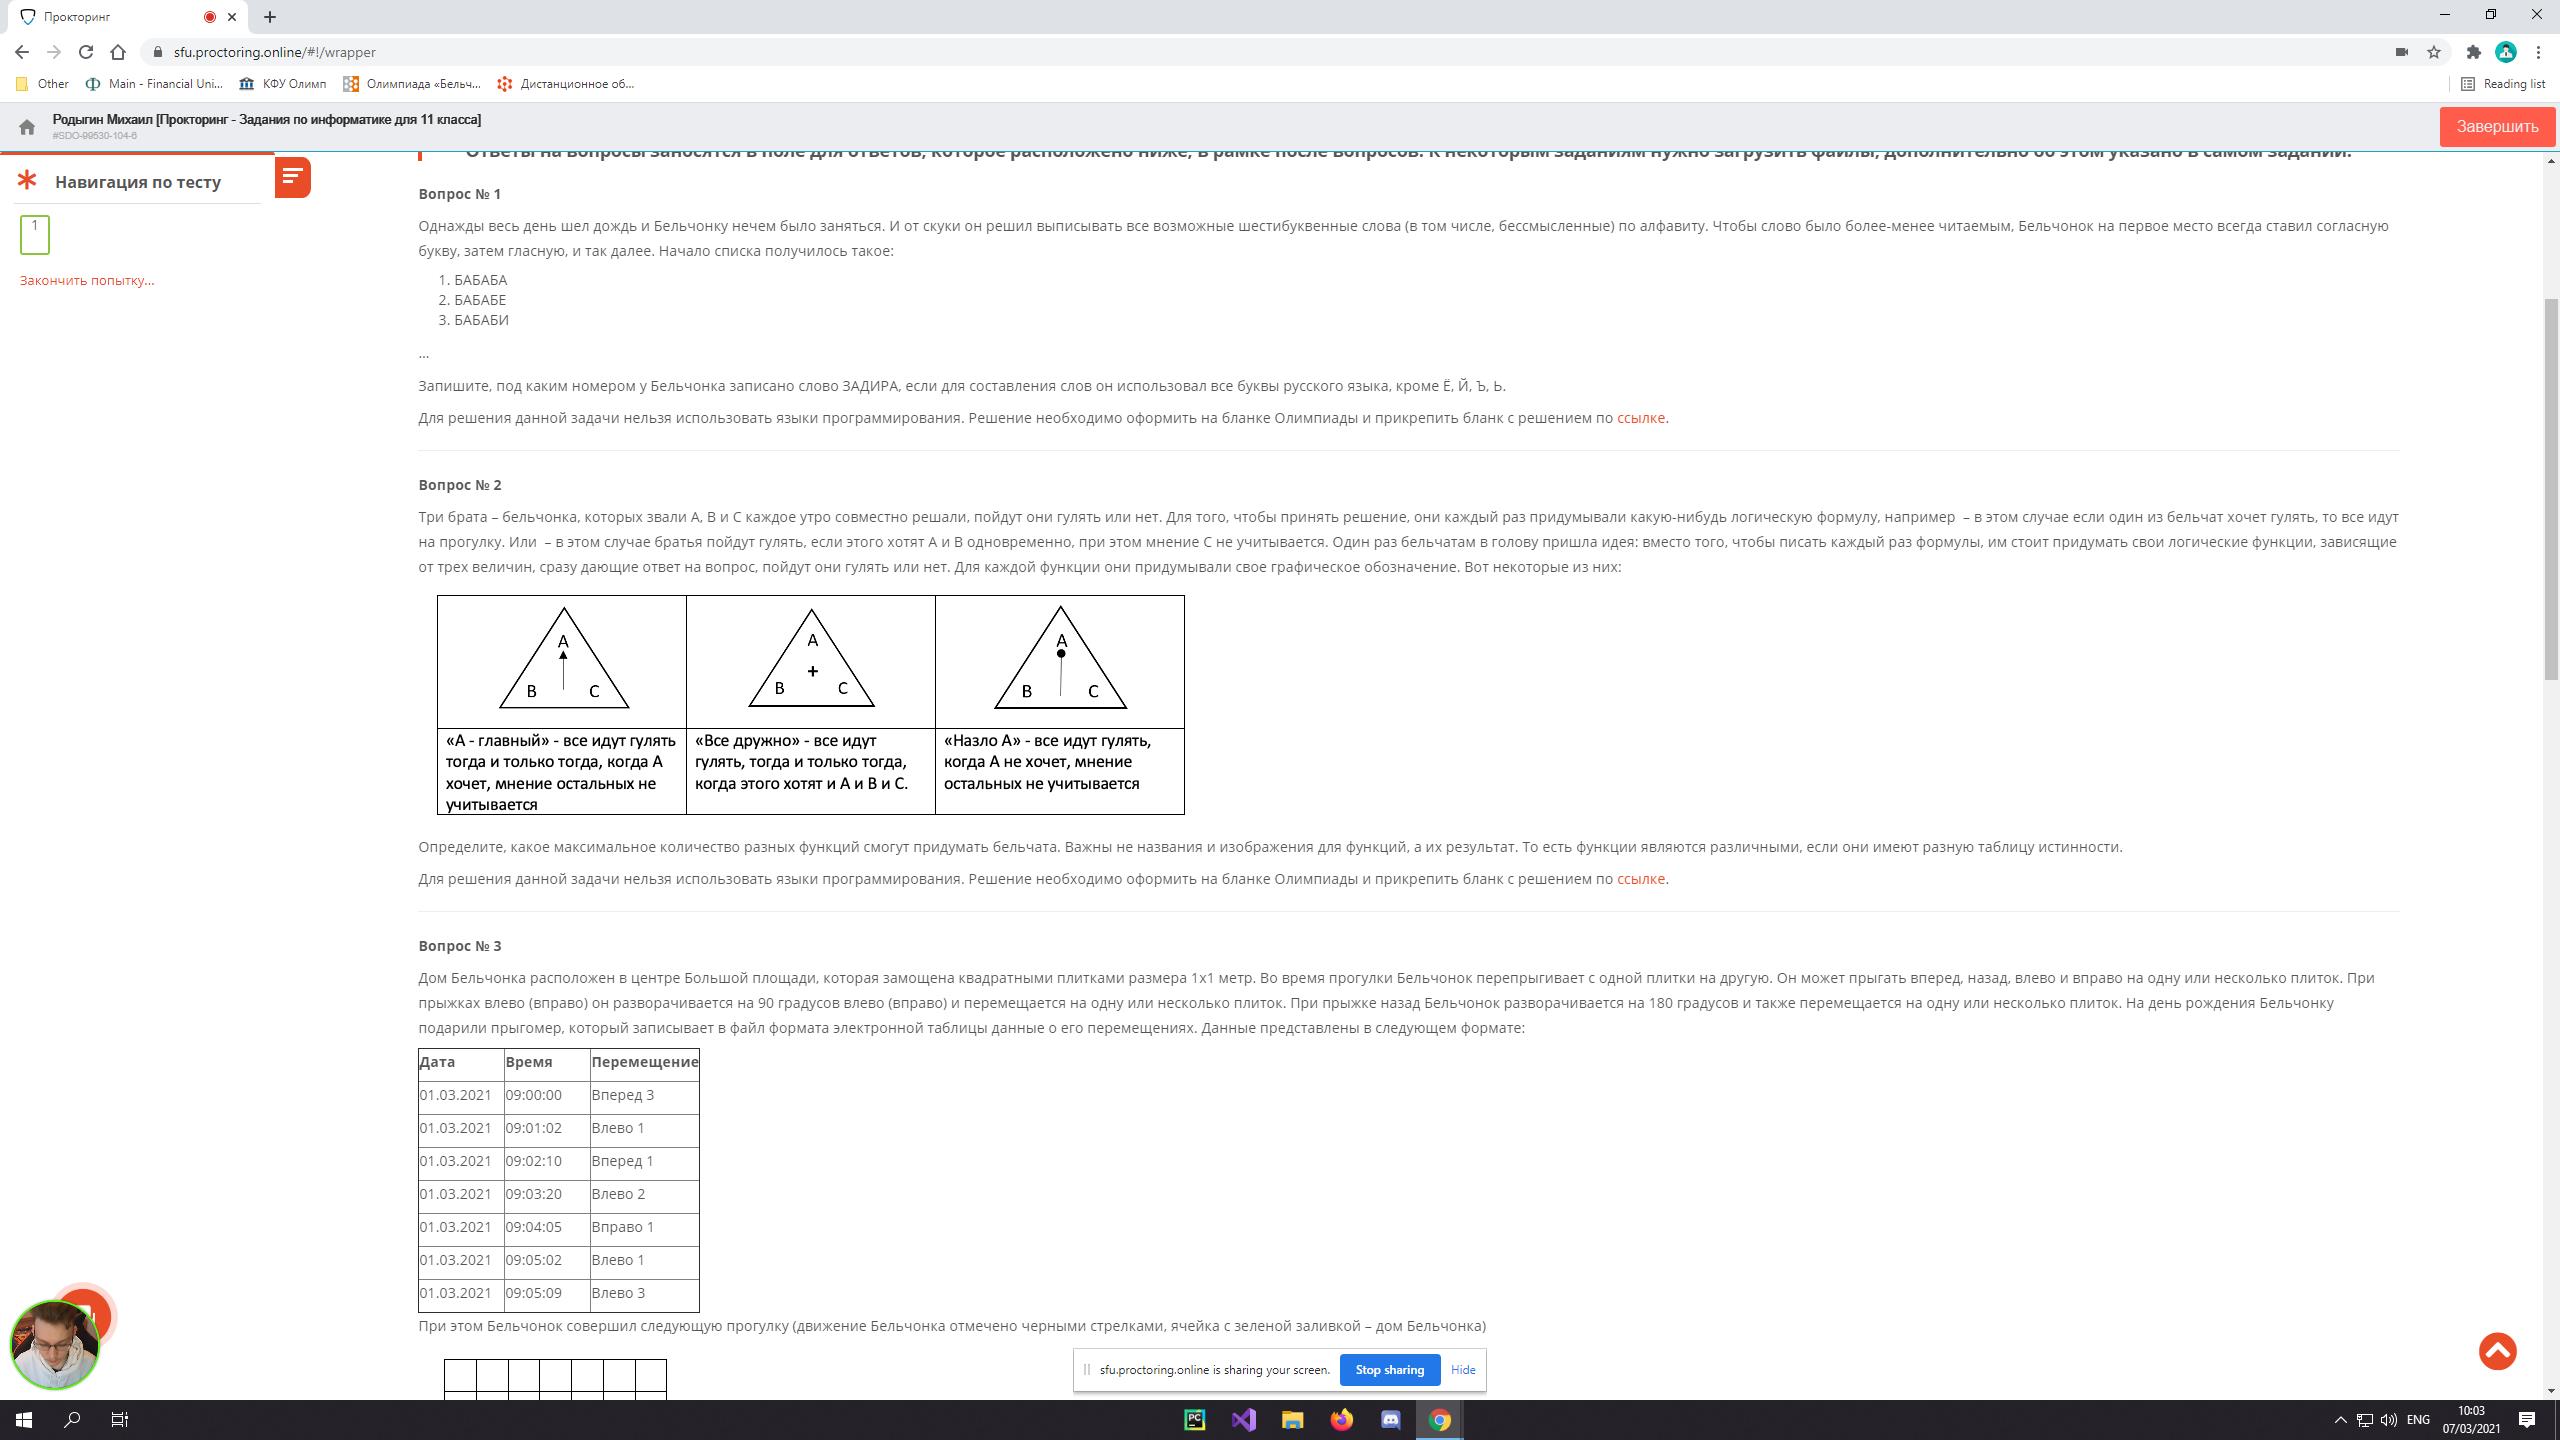 Прокторинг
sfu.proctoring.online/#!/wrapper
Other
Main - Financial Uni...
КФУ Олимп
Олимпиада «Бельч...
Дистанционное об...
Reading list
Родыгин Михаил [Прокторинг - Задания по информатике для 11 класса]
#SDO-99530-104-6
Завершить
Навигация по тесту
1
Закончить попытку...
Ответы на вопросы заносятся в поле для ответов, которое расположено ниже, в рамке после вопросов. К некоторым заданиям нужно загрузить файлы, дополнительно об этом указано в самом задании.
Вопрос № 1
Однажды весь день шел дождь и Бельчонку нечем было заняться. И от скуки он решил выписывать все возможные шестибуквенные слова (в том числе, бессмысленные) по алфавиту. Чтобы слово было более-менее читаемым, Бельчонок на первое место всегда ставил согласную
букву, затем гласную, и так далее. Начало списка получилось такое:
1. БАБАБА
2. БАБАБЕ
3. БАБАБИ
...
Запишите, под каким номером у Бельчонка записано слово ЗАДИРА, если для составления слов он использовал все буквы русского языка, кроме Ё, Й, Ъ, Ь.
Для решения данной задачи нельзя использовать языки программирования. Решение необходимо оформить на бланке Олимпиады и прикрепить бланк с решением по ссылке.
Вопрос № 2
Три брата – бельчонка, которых звали А, В и С каждое утро совместно решали, пойдут они гулять или нет. Для того, чтобы принять решение, они каждый раз придумывали какую-нибудь логическую формулу, например – в этом случае если один из бельчат хочет гулять, то все идут
на прогулку. Или – в этом случае братья пойдут гулять, если этого хотят А и В одновременно, при этом мнение С не учитывается. Один раз бельчатам в голову пришла идея: вместо того, чтобы писать каждый раз формулы, им стоит придумать свои логические функции, зависящие
от трех величин, сразу дающие ответ на вопрос, пойдут они гулять или нет. Для каждой функции они придумывали свое графическое обозначение. Вот некоторые из них:
A
B C
A
+
B C
A
B C
«А - главный» - все идут гулять
тогда и только тогда, когда А
хочет, мнение остальных не
учитывается
«Все дружно» - все идут
гулять, тогда и только тогда,
когда этого хотят и А и В и С.
«Назло А» - все идут гулять,
когда А не хочет, мнение
остальных не учитывается
Определите, какое максимальное количество разных функций смогут придумать бельчата. Важны не названия и изображения для функций, а их результат. То есть функции являются различными, если они имеют разную таблицу истинности.
Для решения данной задачи нельзя использовать языки программирования. Решение необходимо оформить на бланке Олимпиады и прикрепить бланк с решением по ссылке.
Вопрос № 3
Дом Бельчонка расположен в центре Большой площади, которая замощена квадратными плитками размера 1х1 метр. Во время прогулки Бельчонок перепрыгивает с одной плитки на другую. Он может прыгать вперед, назад, влево и вправо на одну или несколько плиток. При
прыжках влево (вправо) он разворачивается на 90 градусов влево (вправо) и перемещается на одну или несколько плиток. При прыжке назад Бельчонок разворачивается на 180 градусов и также перемещается на одну или несколько плиток. На день рождения Бельчонку
подарили прыгомер, который записывает в файл формата электронной таблицы данные о его перемещениях. Данные представлены в следующем формате:
Дата Время Перемещение
01.03.2021 09:00:00 Вперед 3
01.03.2021 09:01:02 Влево 1
01.03.2021 09:02:10 Вперед 1
01.03.2021 09:03:20 Влево 2
01.03.2021 09:04:05 Вправо 1
01.03.2021 09:05:02 Влево 1
01.03.2021 09:05:09 Влево 3
При этом Бельчонок совершил следующую прогулку (движение Бельчонка отмечено черными стрелками, ячейка с зеленой заливкой – дом Бельчонка)
sfu.proctoring.online is sharing your screen.
Stop sharing
Hide
PC
ENG
10:03
07/03/2021